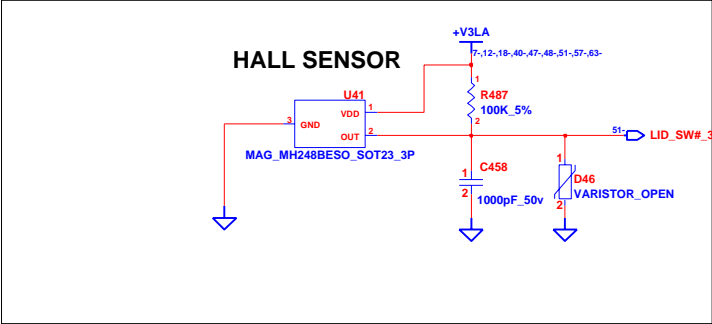 +V3LA
7-,12-,18-,40-,47-,48-,51-,57-,63-
HALL SENSOR
U41
1
R487
100K_5%
2
VDD
1
3
GND
OUT
2
51-
LID_SW#_3
MAG_MH248BESO_SOT23_3P
C458
1
2
1000pF_50v
1
D46
VARISTOR_OPEN
2